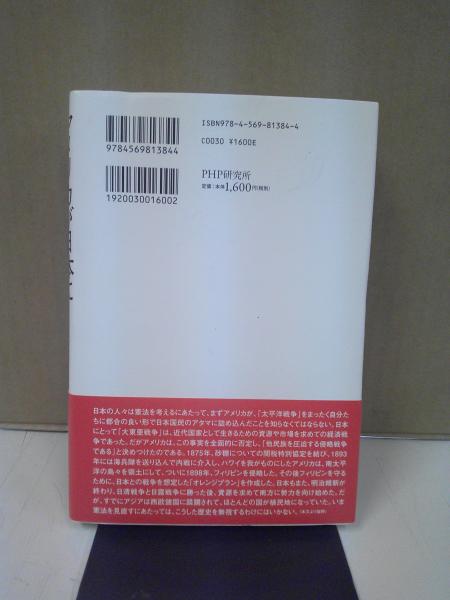 ISBN978-4-569-81384-4
C0030 ¥1600E
9784569813844
PHP研究所
定価:本体1,600円(税別)
1920030016002
日本の人々は憲法を考えるにあたって、まずアメリカが、「太平洋戦争」をまったく自分た
ちに都合の良い形で日本国民のアタマに詰め込んだことを知らなくてはならない。日本
にとって「大東亜戦争」は、近代国家として生きるための資源や市場を求めての経済戦
争であった。だがアメリカは、この事実を全面的に否定し、「他民族を圧迫する侵略戦争
である」と決めつけたのである。1875年、砂糖についての関税特別協定を結び、1893
年には海兵隊を送り込んで内戦に介入し、ハワイを我がものにしたアメリカは、南太平
洋の島々を領土にして、ついに1898年、フィリピンを侵略した。その後フィリピンを守る
ために、日本との戦争を想定した「オレンジプラン」を作成した。日本もまた、明治維新が
終わり、日清戦争と日露戦争に勝った後、資源を求めて南方に勢力を向け始めた。だ
が、すでにアジアは西欧諸国に蹂躙されて、ほとんどの国が植民地になっていた。いま
憲法を見直すにあたっては、こうした歴史を無視するわけにはいかない。(本文より抜粋)